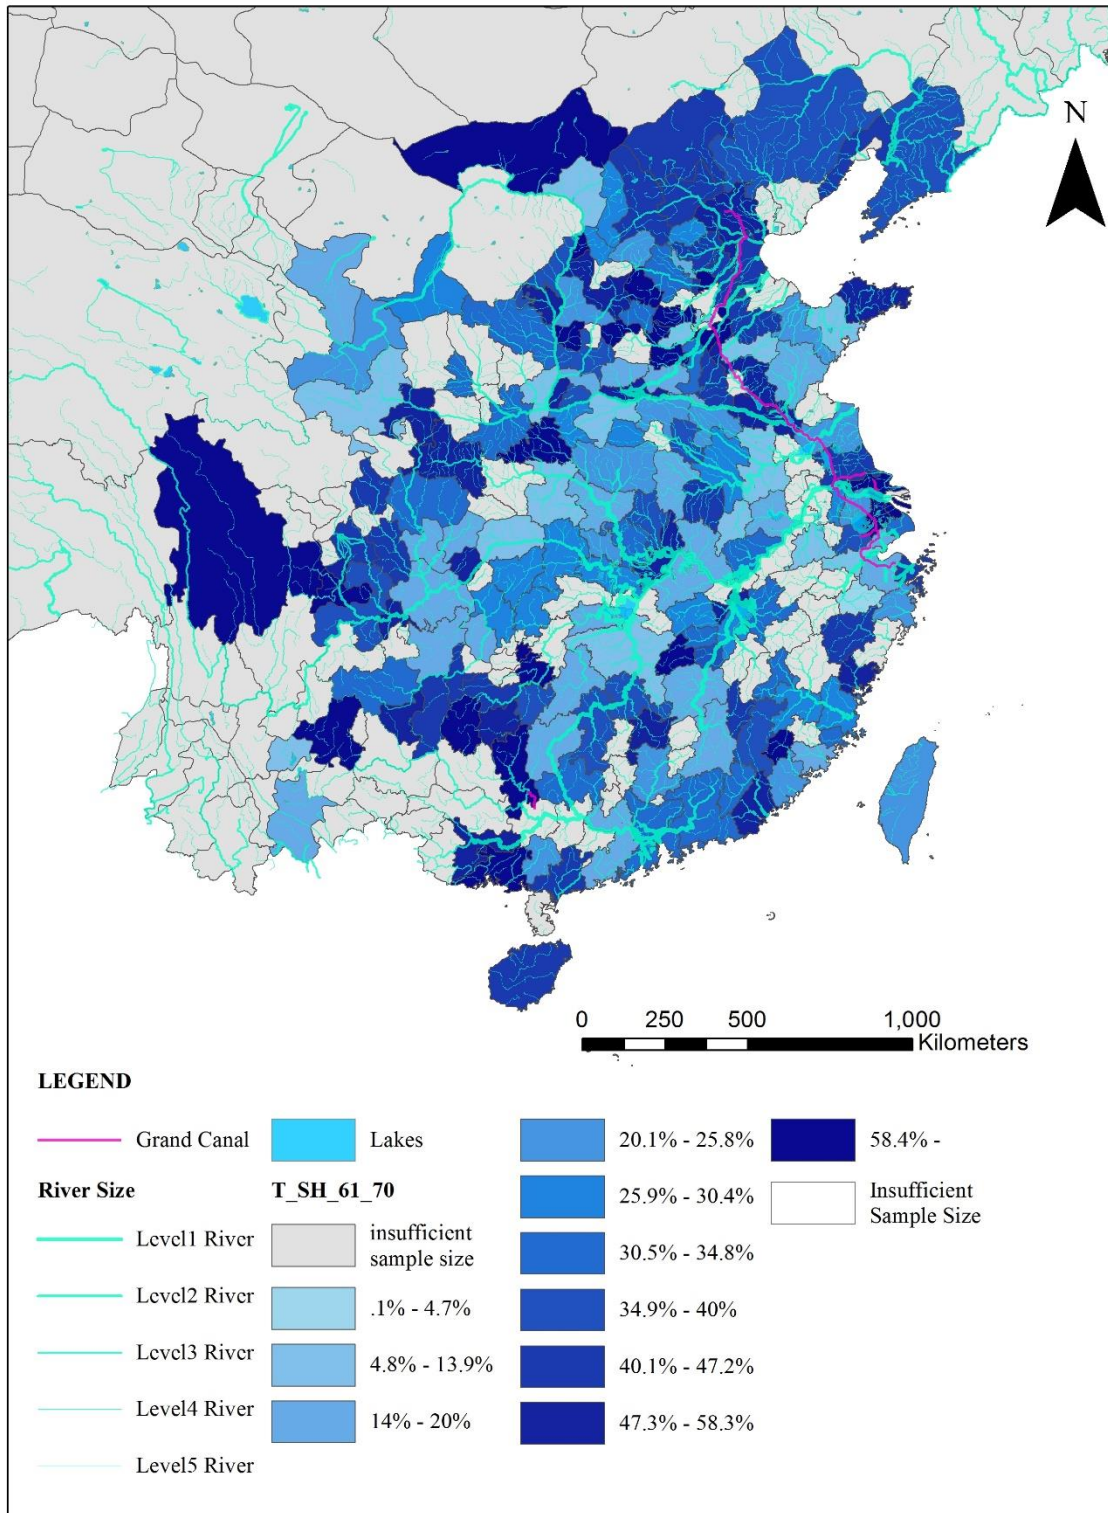 N
0 250 500 1,000
Kilometers
LEGEND
Grand Canal
River Size
Level1 River
Level2 River
Level3 River
Level4 River
Level5 River
Lakes
T_SH_61_70
insufficient
sample size
.1% - 4.7%
4.8% - 13.9%
14% - 20%
20.1% - 25.8%
25.9% - 30.4%
30.5% - 34.8%
34.9% - 40%
40.1% - 47.2%
47.3% - 58.3%
58.4% -
Insufficient
Sample Size